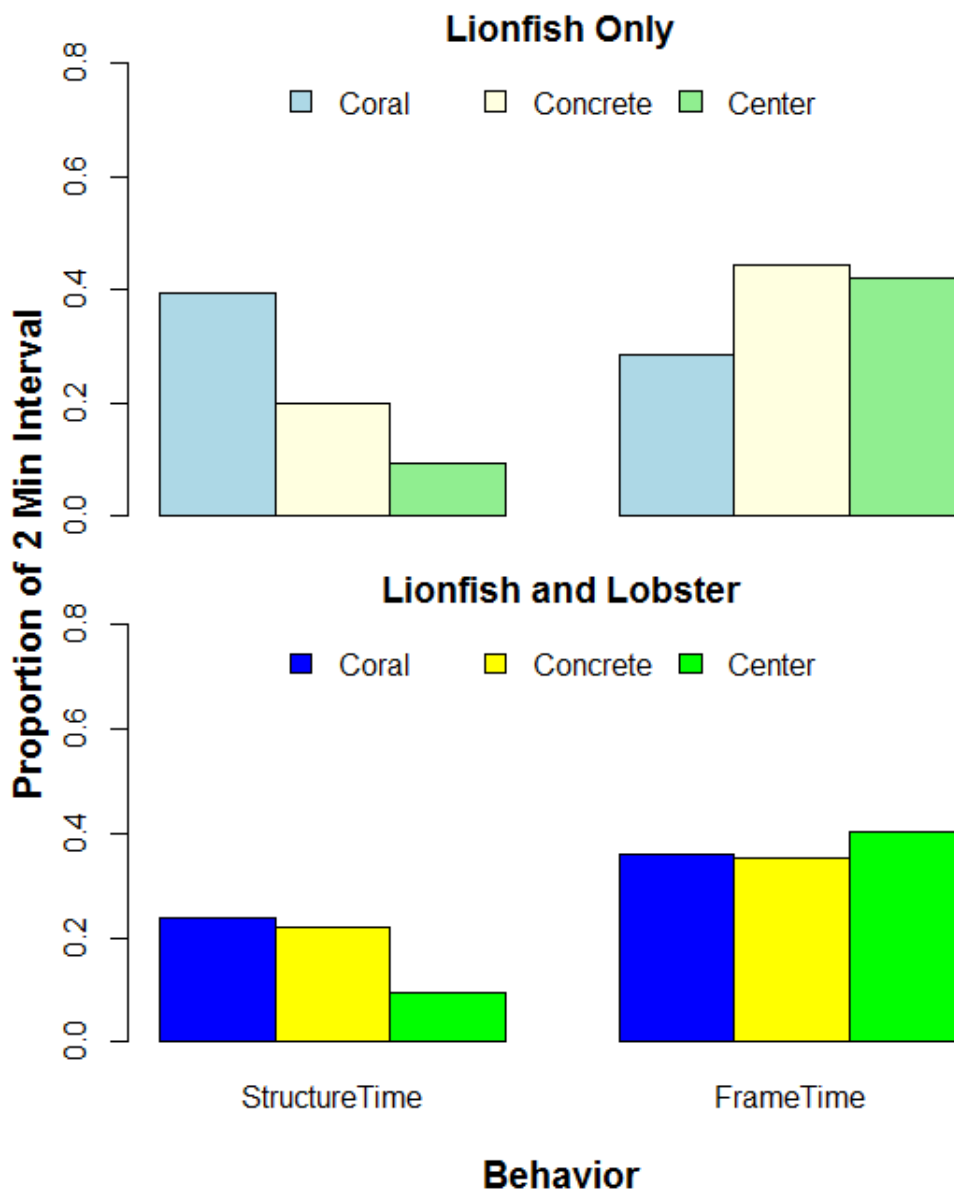 Lionfish Only
Coral Concrete Center
0.8
0.6
0.4
0.2
0.0
Proportion of 2 Min Interval
Lionfish and Lobster
Coral Concrete Center
0.8
0.6
0.4
0.2
0.0
StructureTime FrameTime
Behavior